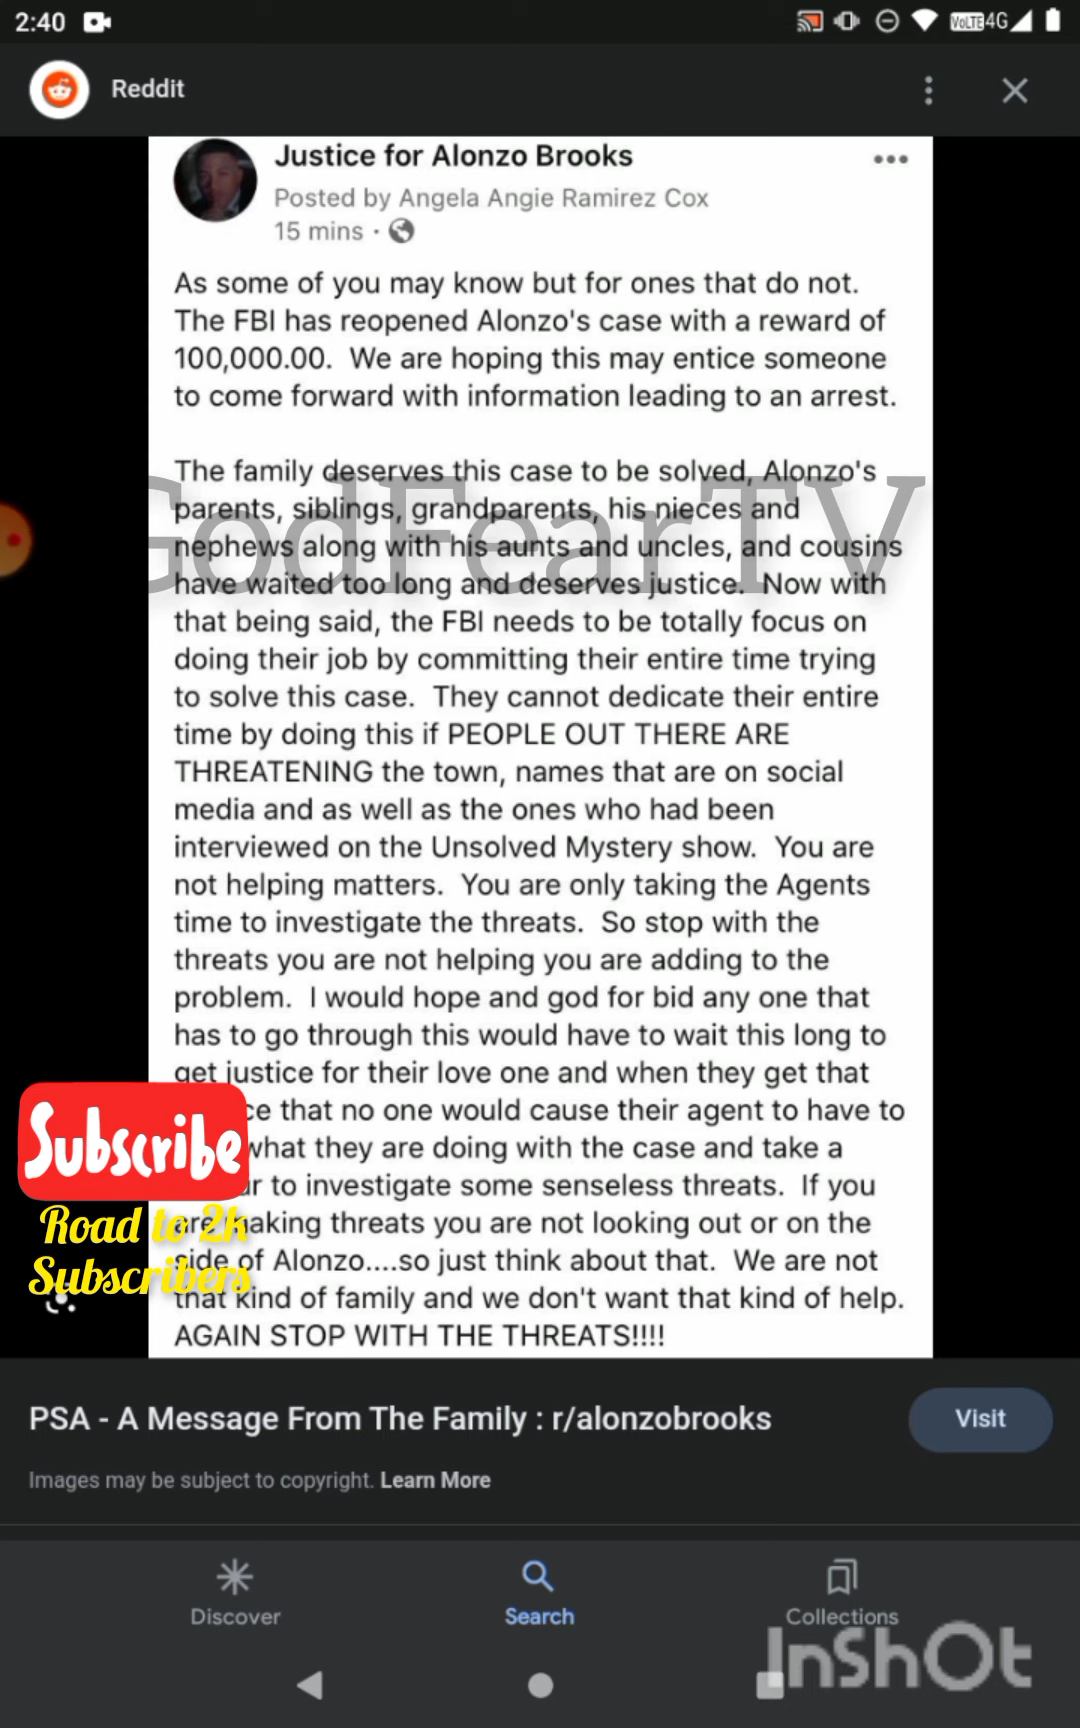 2:40
VoLTE 4G
Reddit
Justice for Alonzo Brooks
Posted by Angela Angie Ramirez Cox
15 mins ·
As some of you may know but for ones that do not.
The FBI has reopened Alonzo's case with a reward of
100,000.00.  We are hoping this may entice someone
to come forward with information leading to an arrest.
The family deserves this case to be solved, Alonzo's
parents, siblings, grandparents, his nieces and
nephews along with his aunts and uncles, and cousins
have waited too long and deserves justice.  Now with
that being said, the FBI needs to be totally focus on
doing their job by committing their entire time trying
to solve this case.  They cannot dedicate their entire
time by doing this if PEOPLE OUT THERE ARE
THREATENING the town, names that are on social
media and as well as the ones who had been
interviewed on the Unsolved Mystery show.  You are
not helping matters.  You are only taking the Agents
time to investigate the threats.  So stop with the
threats you are not helping you are adding to the
problem.  I would hope and god for bid any one that
has to go through this would have to wait this long to
get justice for their love one and when they get that
that no one would cause their agent to have to
what they are doing with the case and take a
to investigate some senseless threats.  If you
are making threats you are not looking out or on the
side of Alonzo....so just think about that.  We are not
that kind of family and we don't want that kind of help.
AGAIN STOP WITH THE THREATS!!!!
GodFearTV
Subscribe
Road to 2k
Subscribers
PSA - A Message From The Family : r/alonzobrooks
Visit
Images may be subject to copyright. Learn More
Discover
Search
Collections
InShOt